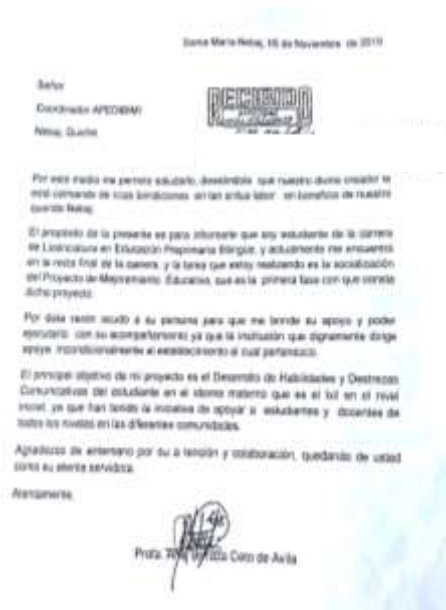 Santa María Nebaj, 05 de Noviembre de 2019
Señor
Coordinador APEDIBIMI
Nebaj, Quiché
RECIBIDO
Por este medio me permito saludarlo, deseándole que nuestro divino creador le
esté colmando de ricas bendiciones en tan ardua labor en beneficio de nuestro
querido Nebaj.
El propósito de la presente es para informarle que soy estudiante de la carrera
de Licenciatura en Educación Preprimaria Bilingüe, y actualmente me encuentro
en la recta final de la carrera, y la tarea que estoy realizando es la socialización
del Proyecto de Mejoramiento Educativo, que es la primera fase con que consta
dicho proyecto.
Por dicha razón acudo a su persona para que me brinde su apoyo y poder
ejecutarlo con su acompañamiento ya que la institución que dignamente dirige
apoya incondicionalmente al establecimiento al cual pertenezco.
El principal objetivo de mi proyecto es el Desarrollo de Habilidades y Destrezas
Comunicativas del estudiante en el idioma materno que es el Ixil en el nivel
inicial, ya que han tenido la iniciativa de apoyar a estudiantes y docentes de
todos los niveles en las diferentes comunidades.
Agradezco de antemano por su a tención y colaboración, quedando de usted
como su atenta servidora.
Atentamente,
Profa. Ceto de Avila